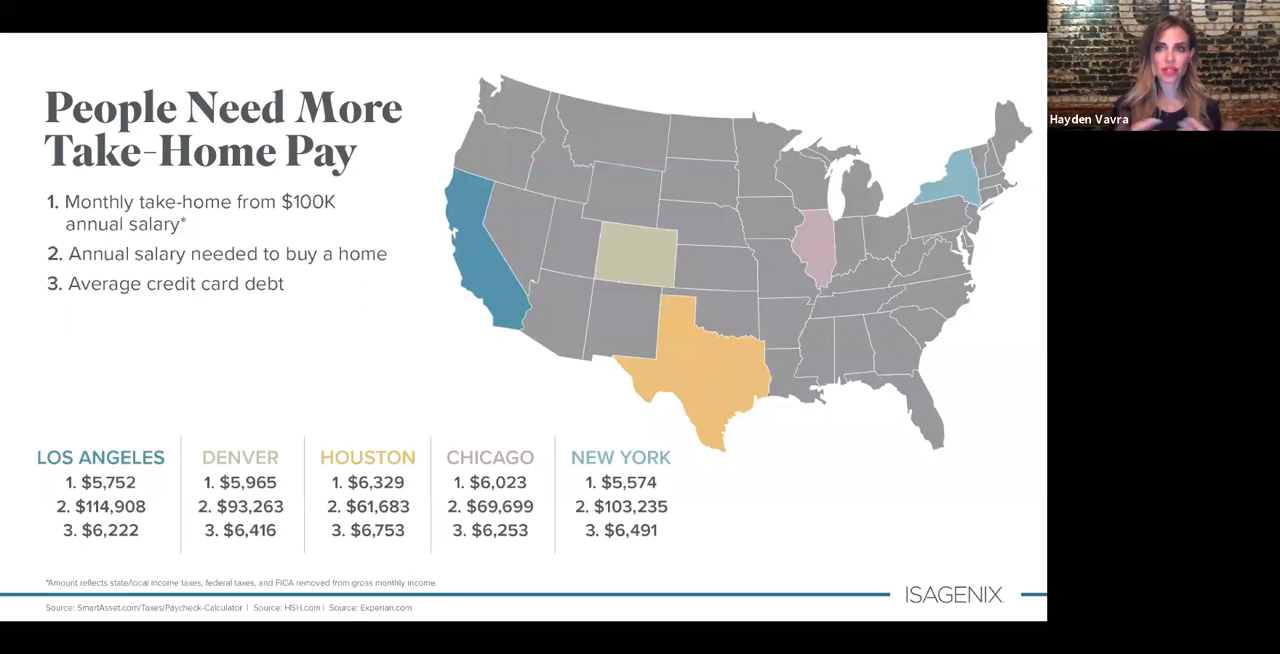 People Need More
Take-Home Pay
1. Monthly take-home from $100K
annual salary*
2. Annual salary needed to buy a home
3. Average credit card debt
LOS ANGELES
1. $5,752
2. $114,908
3. $6,222
DENVER
1. $5,965
2. $93,263
3. $6,416
HOUSTON
1. $6,329
2. $61,683
3. $6,753
CHICAGO
1. $6,023
2. $69,699
3. $6,253
NEW YORK
1. $5,574
2. $103,235
3. $6,491
*Amount reflects state/local income taxes, federal taxes, and FiCA removed from gross monthly income.
Source: SmartAsset.com/Taxes/Paycheck-Calculator | Source: HSH.com | Source: Experian.com
ISAGENIX
Hayden Vavra